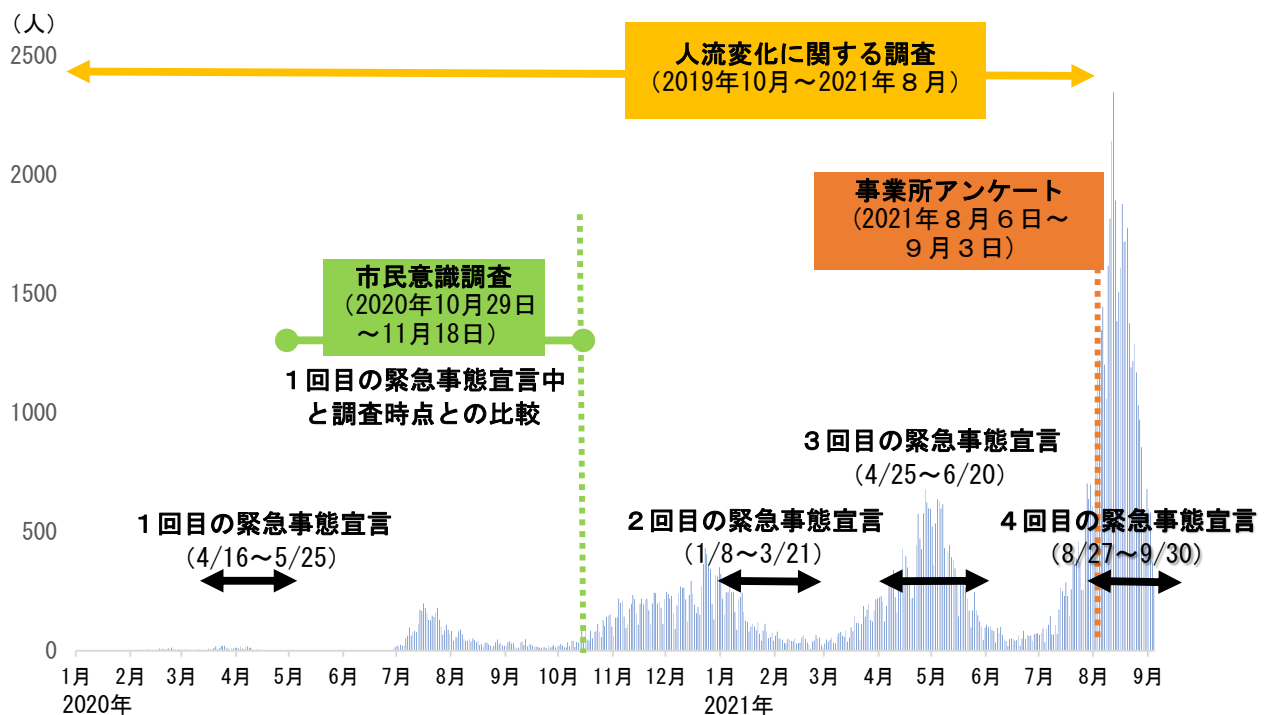 （人）
2500
2000
1500
1000
500
0
人流変化に関する調査
（2019年10月～2021年８月）
事業所アンケート
（2021年８月６日～
９月３日）
市民意識調査
（2020年10月29日
～11月18日）
１回目の緊急事態宣言中
と調査時点との比較
３回目の緊急事態宣言
（4/25～6/20）
１回目の緊急事態宣言
（4/16～5/25）
２回目の緊急事態宣言
（1/8～3/21）
４回目の緊急事態宣言
（8/27～9/30）
1月 2月 3月 4月 5月 6月 7月 8月 9月 10月 11月 12月 1月 2月 3月 4月 5月 6月 7月 8月 9月
2020年 2021年